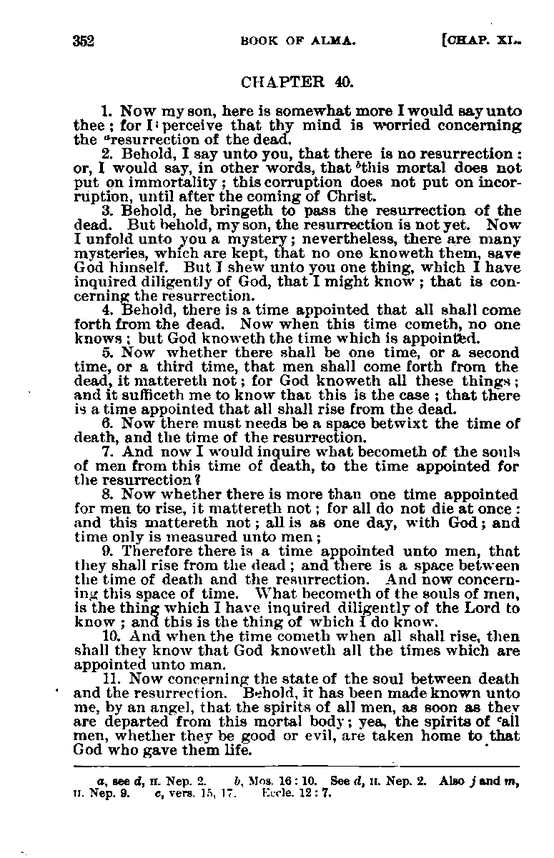 352 BOOK OF ALMA. [CHAP. XL.
CHAPTER 40.
1. Now my son, here is somewhat more I would say unto
thee ; for I perceive that thy mind is worried concerning
the ᵃresurrection of the dead.
2. Behold, I say unto you, that there is no resurrection :
or, I would say, in other words, that ᵇthis mortal does not
put on immortality ; this corruption does not put on incor-
ruption, until after the coming of Christ.
3. Behold, he bringeth to pass the resurrection of the
dead. But behold, my son, the resurrection is not yet. Now
I unfold unto you a mystery ; nevertheless, there are many
mysteries, which are kept, that no one knoweth them, save
God himself. But I shew unto you one thing, which I have
inquired diligently of God, that I might know ; that is con-
cerning the resurrection.
4. Behold, there is a time appointed that all shall come
forth from the dead. Now when this time cometh, no one
knows ; but God knoweth the time which is appointed.
5. Now whether there shall be one time, or a second
time, or a third time, that men shall come forth from the
dead, it mattereth not ; for God knoweth all these things ;
and it sufficeth me to know that this is the case ; that there
is a time appointed that all shall rise from the dead.
6. Now there must needs be a space betwixt the time of
death, and the time of the resurrection.
7. And now I would inquire what becometh of the souls
of men from this time of death, to the time appointed for
the resurrection ?
8. Now whether there is more than one time appointed
for men to rise, it mattereth not ; for all do not die at once :
and this mattereth not ; all is as one day, with God ; and
time only is measured unto men ;
9. Therefore there is a time appointed unto men, that
they shall rise from the dead ; and there is a space between
the time of death and the resurrection. And now concern-
ing this space of time. What becometh of the souls of men,
is the thing which I have inquired diligently of the Lord to
know ; and this is the thing of which I do know.
10. And when the time cometh when all shall rise, then
shall they know that God knoweth all the times which are
appointed unto man.
11. Now concerning the state of the soul between death
and the resurrection. Behold, it has been made known unto
me, by an angel, that the spirits of all men, as soon as they
are departed from this mortal body ; yea, the spirits of ᶜall
men, whether they be good or evil, are taken home to that
God who gave them life.
a, see d, II. Nep. 2. b, Mos. 16 : 10. See d, II. Nep. 2. Also j and m,
II. Nep. 9. c, vers. 15, 17. Eccle. 12 : 7.